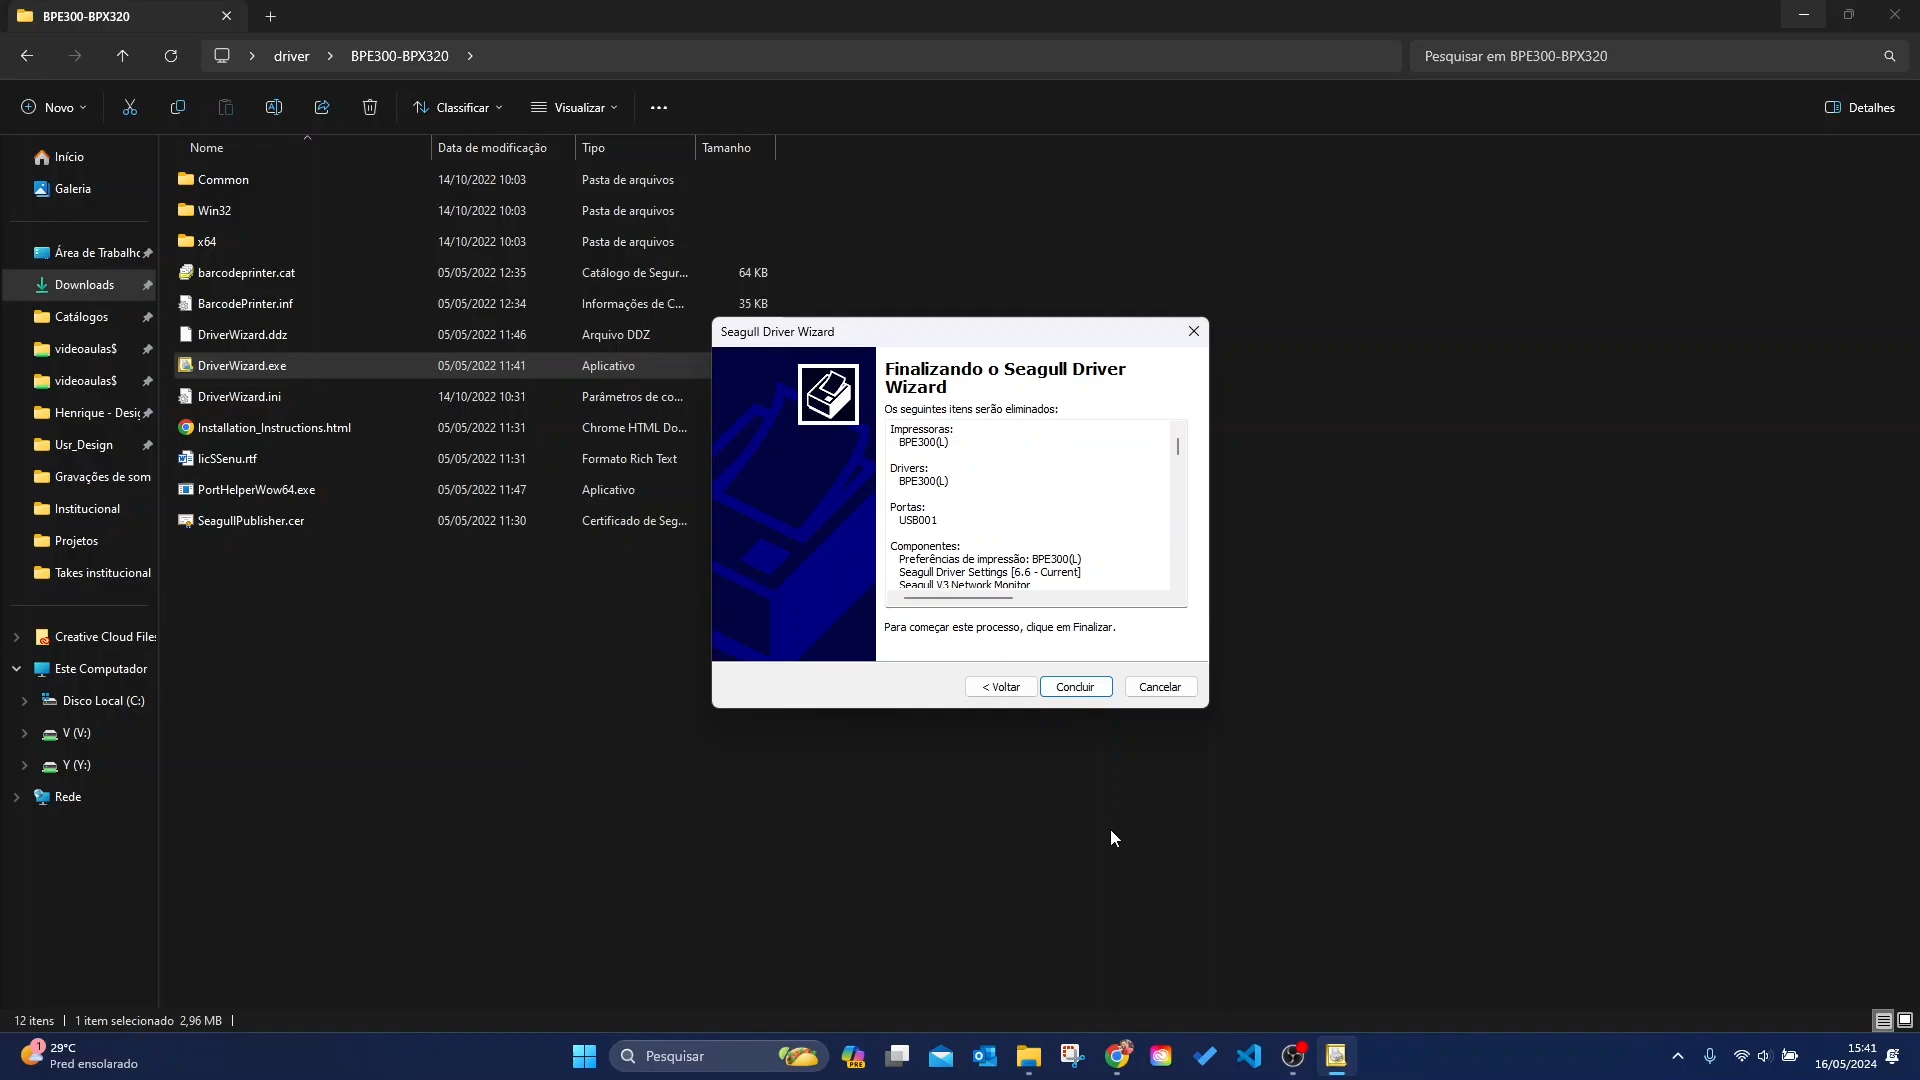 BPE300-BPX320
driver
BPE300-BPX320
Pesquisar em BPE300-BPX320
Novo
Classificar
Visualizar
Detalhes
Início
Galeria
Área de Trabalho
Downloads
Catálogos
videoaulas$
videoaulas$
Henrique - Desig
Usr_Design
Gravações de som
Institucional
Projetos
Takes institucional
Creative Cloud Files
Este Computador
Disco Local (C:)
V (V:)
Y (Y:)
Rede
Nome Data de modificação Tipo Tamanho
Common 14/10/2022 10:03 Pasta de arquivos
Win32 14/10/2022 10:03 Pasta de arquivos
x64 14/10/2022 10:03 Pasta de arquivos
barcodeprinter.cat 05/05/2022 12:35 Catálogo de Segur... 64 KB
BarcodePrinter.inf 05/05/2022 12:34 Informações de C... 35 KB
DriverWizard.ddz 05/05/2022 11:46 Arquivo DDZ
DriverWizard.exe 05/05/2022 11:41 Aplicativo
DriverWizard.ini 14/10/2022 10:31 Parâmetros de co...
Installation_Instructions.html 05/05/2022 11:31 Chrome HTML Do...
licSSenu.rtf 05/05/2022 11:31 Formato Rich Text
PortHelperWow64.exe 05/05/2022 11:47 Aplicativo
SeagullPublisher.cer 05/05/2022 11:30 Certificado de Seg...
Seagull Driver Wizard
Finalizando o Seagull Driver
Wizard
Os seguintes itens serão eliminados:
Impressoras:
BPE300(L)
Drivers:
BPE300(L)
Portas:
USB001
Componentes:
Preferências de impressão: BPE300(L)
Seagull Driver Settings [6.6 - Current]
Seagull V3 Network Monitor
Para começar este processo, clique em Finalizar.
< Voltar
Concluir
Cancelar
12 itens 1 item selecionado 2,96 MB
1
29°C
Pred ensolarado
Pesquisar
PRE
15:41
16/05/2024